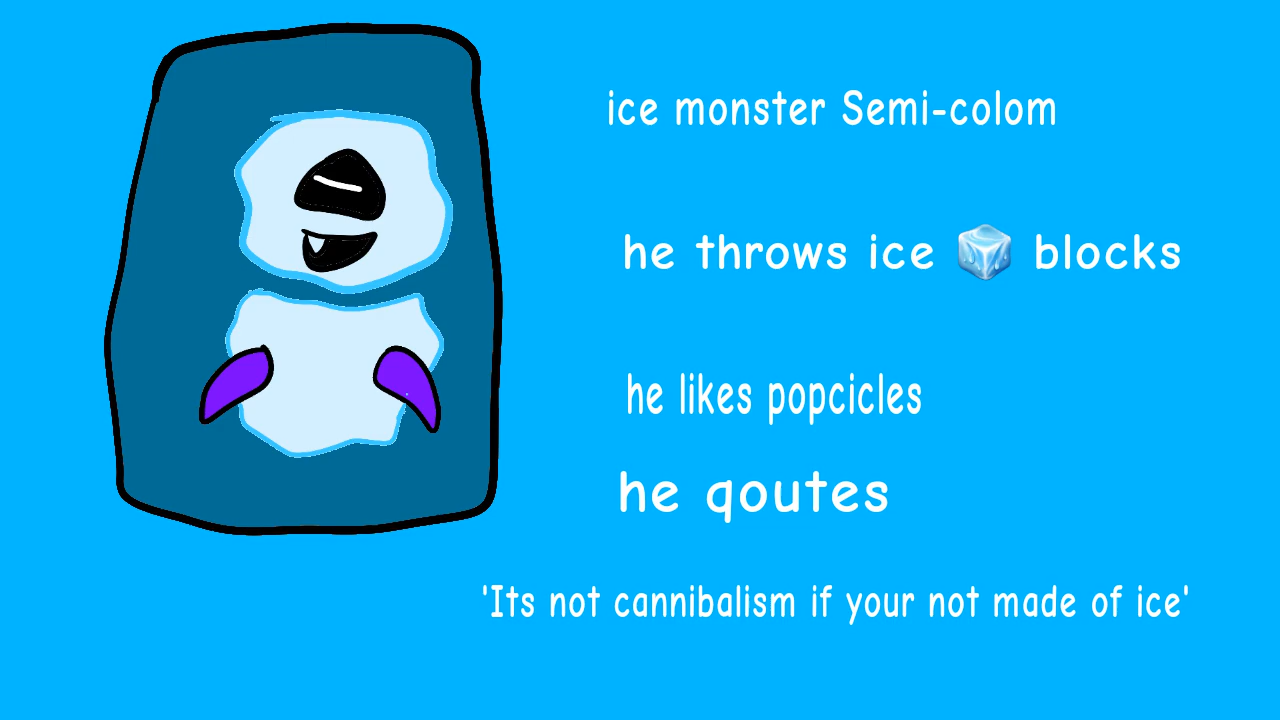 ice monster Semi-colom
he throws ice 🧊 blocks
he likes popcicles
he qoutes
'Its not cannibalism if your not made of ice'